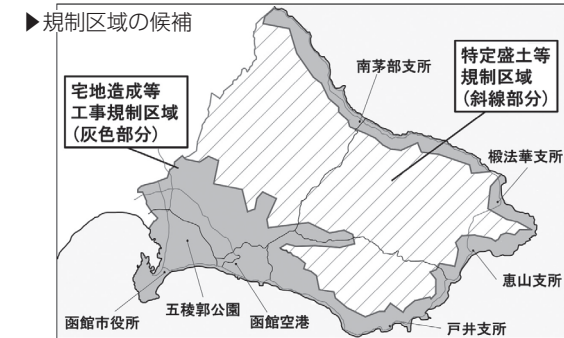 ▶規制区域の候補
南茅部支所
特定盛土等
規制区域
(斜線部分)
宅地造成等
工事規制区域
(灰色部分)
椴法華支所
恵山支所
五稜郭公園
函館市役所
函館空港
戸井支所